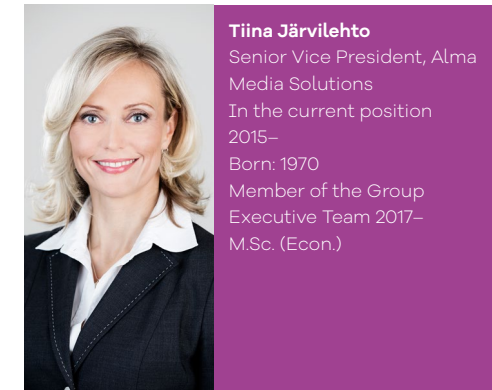 Tiina Järvilehto
Senior Vice President, Alma
Media Solutions
In the current position
2015–
Born: 1970
Member of the Group
Executive Team 2017–
M.Sc. (Econ.)